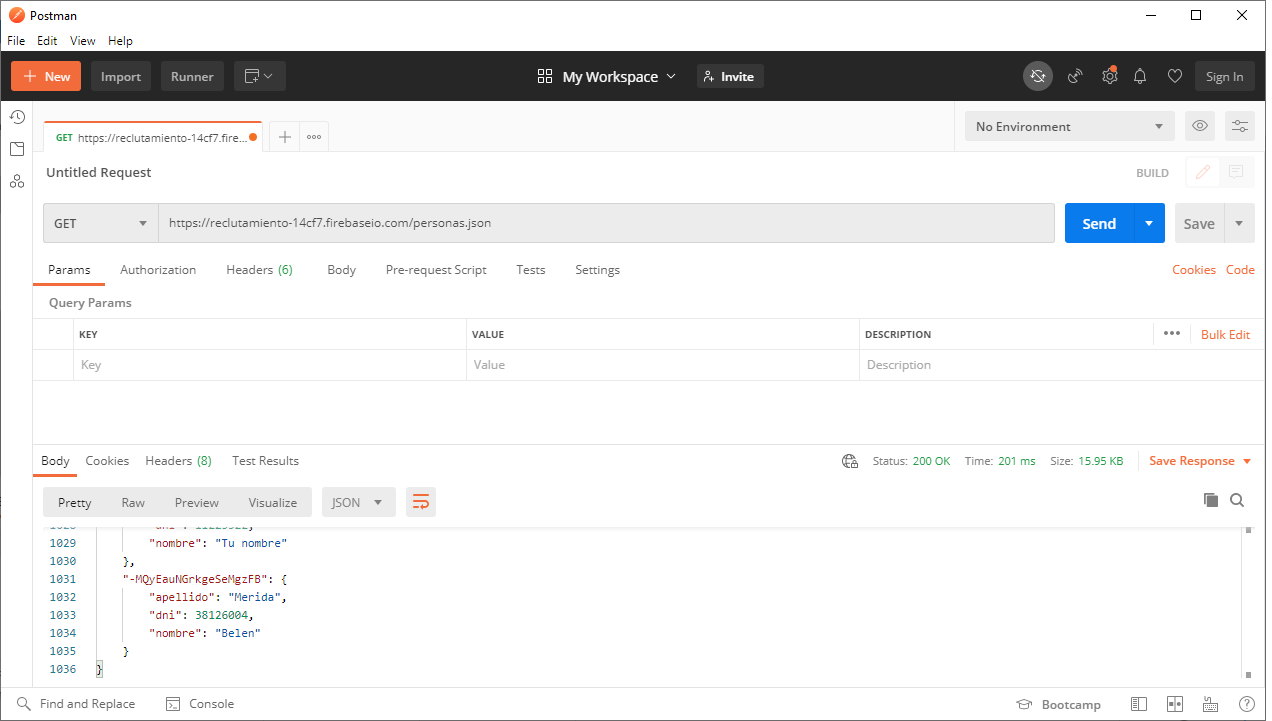 Postman
File Edit View Help
New Import Runner My Workspace Invite Sign In
GET https://reclutamiento-14cf7.fire... No Environment
Untitled Request BUILD
GET https://reclutamiento-14cf7.firebaseio.com/personas.json Send Save
Params Authorization Headers (6) Body Pre-request Script Tests Settings Cookies Code
Query Params
KEY VALUE DESCRIPTION Bulk Edit
Key Value Description
Body Cookies Headers (8) Test Results Status: 200 OK Time: 201 ms Size: 15.95 KB Save Response
Pretty Raw Preview Visualize JSON
1029 "nombre": "Tu nombre"
1030 },
1031 "-MQyEauNGrkgeSeMgzFB": {
1032 "apellido": "Merida",
1033 "dni": 38126004,
1034 "nombre": "Belen"
1035 }
1036 }
Find and Replace Console Bootcamp